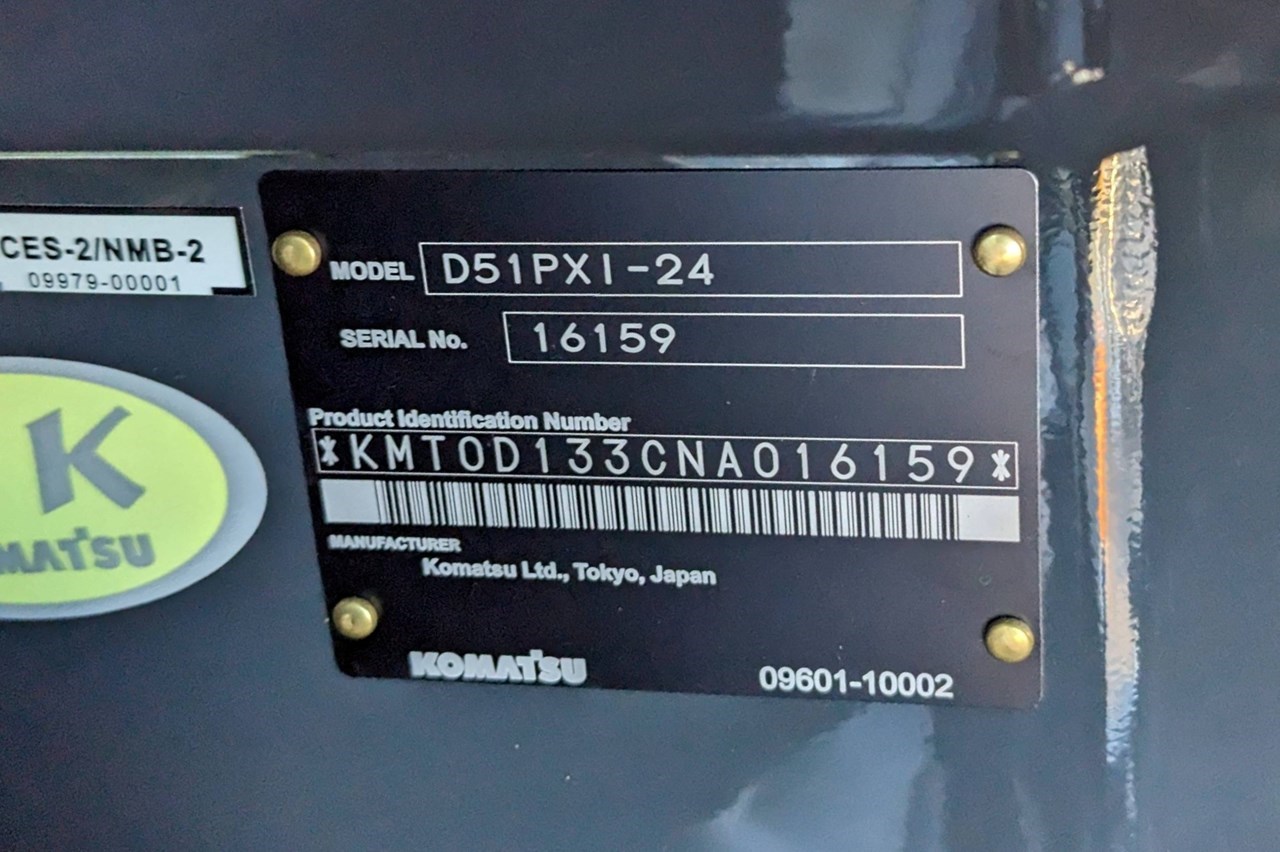 CES-2/NMB-2
09979-00001
K
MATSU
MODEL D51PXI-24
SERIAL No. 16159
Product Identification Number
*KMT0D133CNA016159*
MANUFACTURER
Komatsu Ltd., Tokyo, Japan
KOMATSU
09601-10002